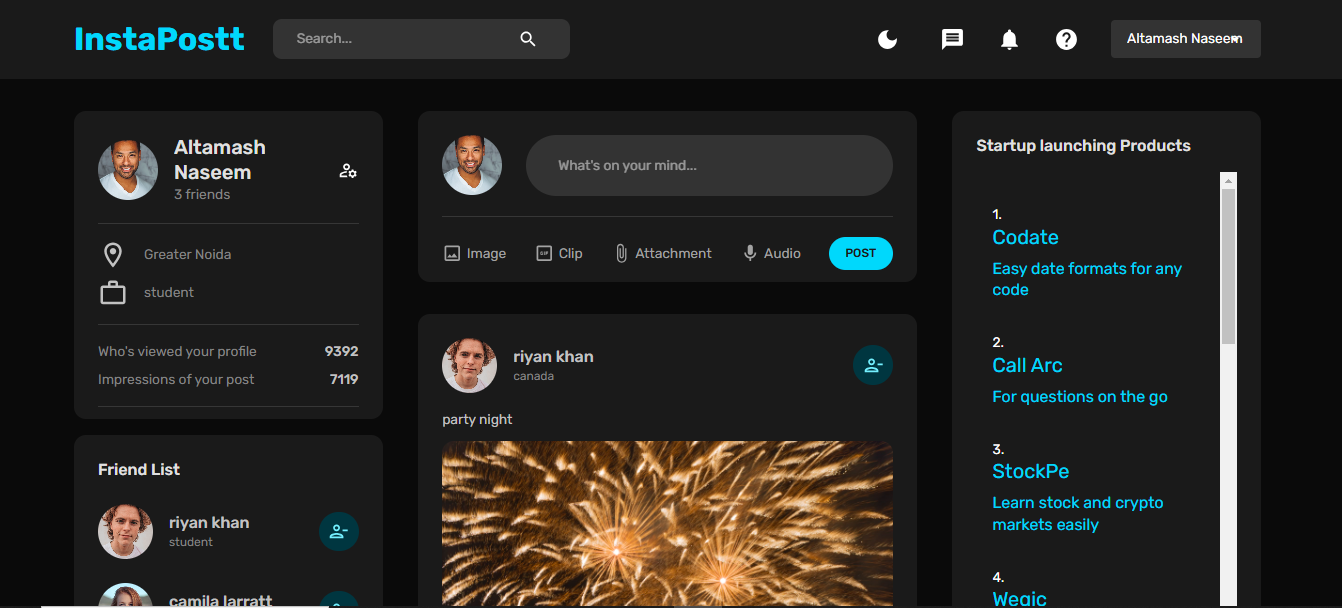 InstaPostt
Search...
Altamash Naseem
Altamash
Naseem
3 friends
Greater Noida
student
Who's viewed your profile 9392
Impressions of your post 7119
Friend List
riyan khan
student
camila larratt
What's on your mind...
Image Clip Attachment Audio POST
riyan khan
canada
party night
Startup launching Products
1.
Codate
Easy date formats for any
code
2.
Call Arc
For questions on the go
3.
StockPe
Learn stock and crypto
markets easily
4.
Wegic